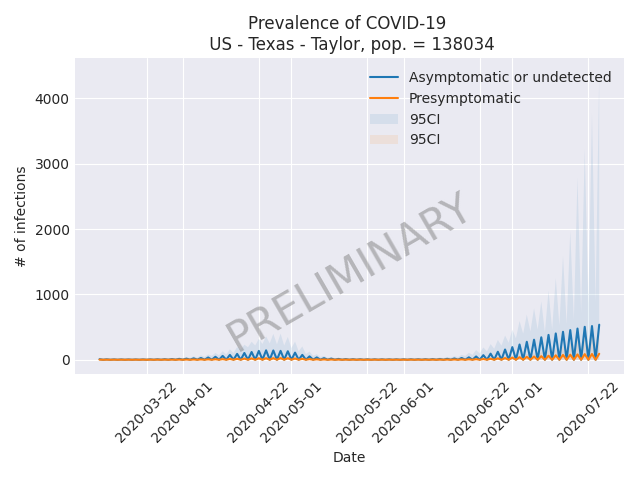 Prevalence of COVID-19
US - Texas - Taylor, pop. = 138034
Asymptomatic or undetected
Presymptomatic
95CI
95CI
# of infections
4000
3000
2000
1000
0
PRELIMINARY
2020-03-22
2020-04-01
2020-04-22
2020-05-01
2020-05-22
2020-06-01
2020-06-22
2020-07-01
2020-07-22
Date